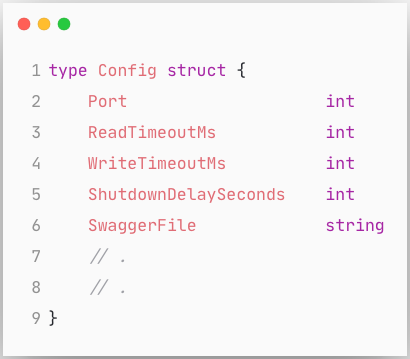 1 type Config struct {
2     Port                    int
3     ReadTimeoutMs           int
4     WriteTimeoutMs          int
5     ShutdownDelaySeconds    int
6     SwaggerFile             string
7     // .
8     // .
9 }